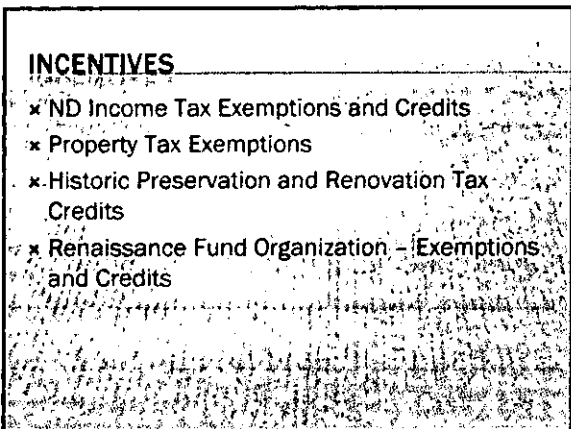 INCENTIVES
× ND Income Tax Exemptions and Credits
× Property Tax Exemptions
× Historic Preservation and Renovation Tax
Credits
× Renaissance Fund Organization – Exemptions
and Credits